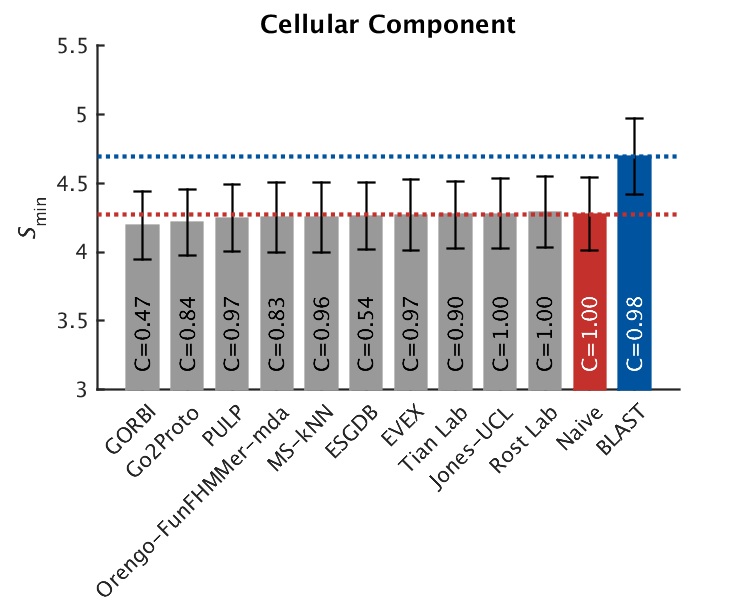 Cellular Component
5.5
5
4.5
4
3.5
3
Smin
C=0.47
C=0.84
C=0.97
C=0.83
C=0.96
C=0.54
C=0.97
C=0.90
C=1.00
C=1.00
C=1.00
C=0.98
GORBI
Go2Proto
PULP
Orengo-FunFHMMer-mda
MS-kNN
ESGDB
EVEX
Tian Lab
Jones-UCL
Rost Lab
Naive
BLAST